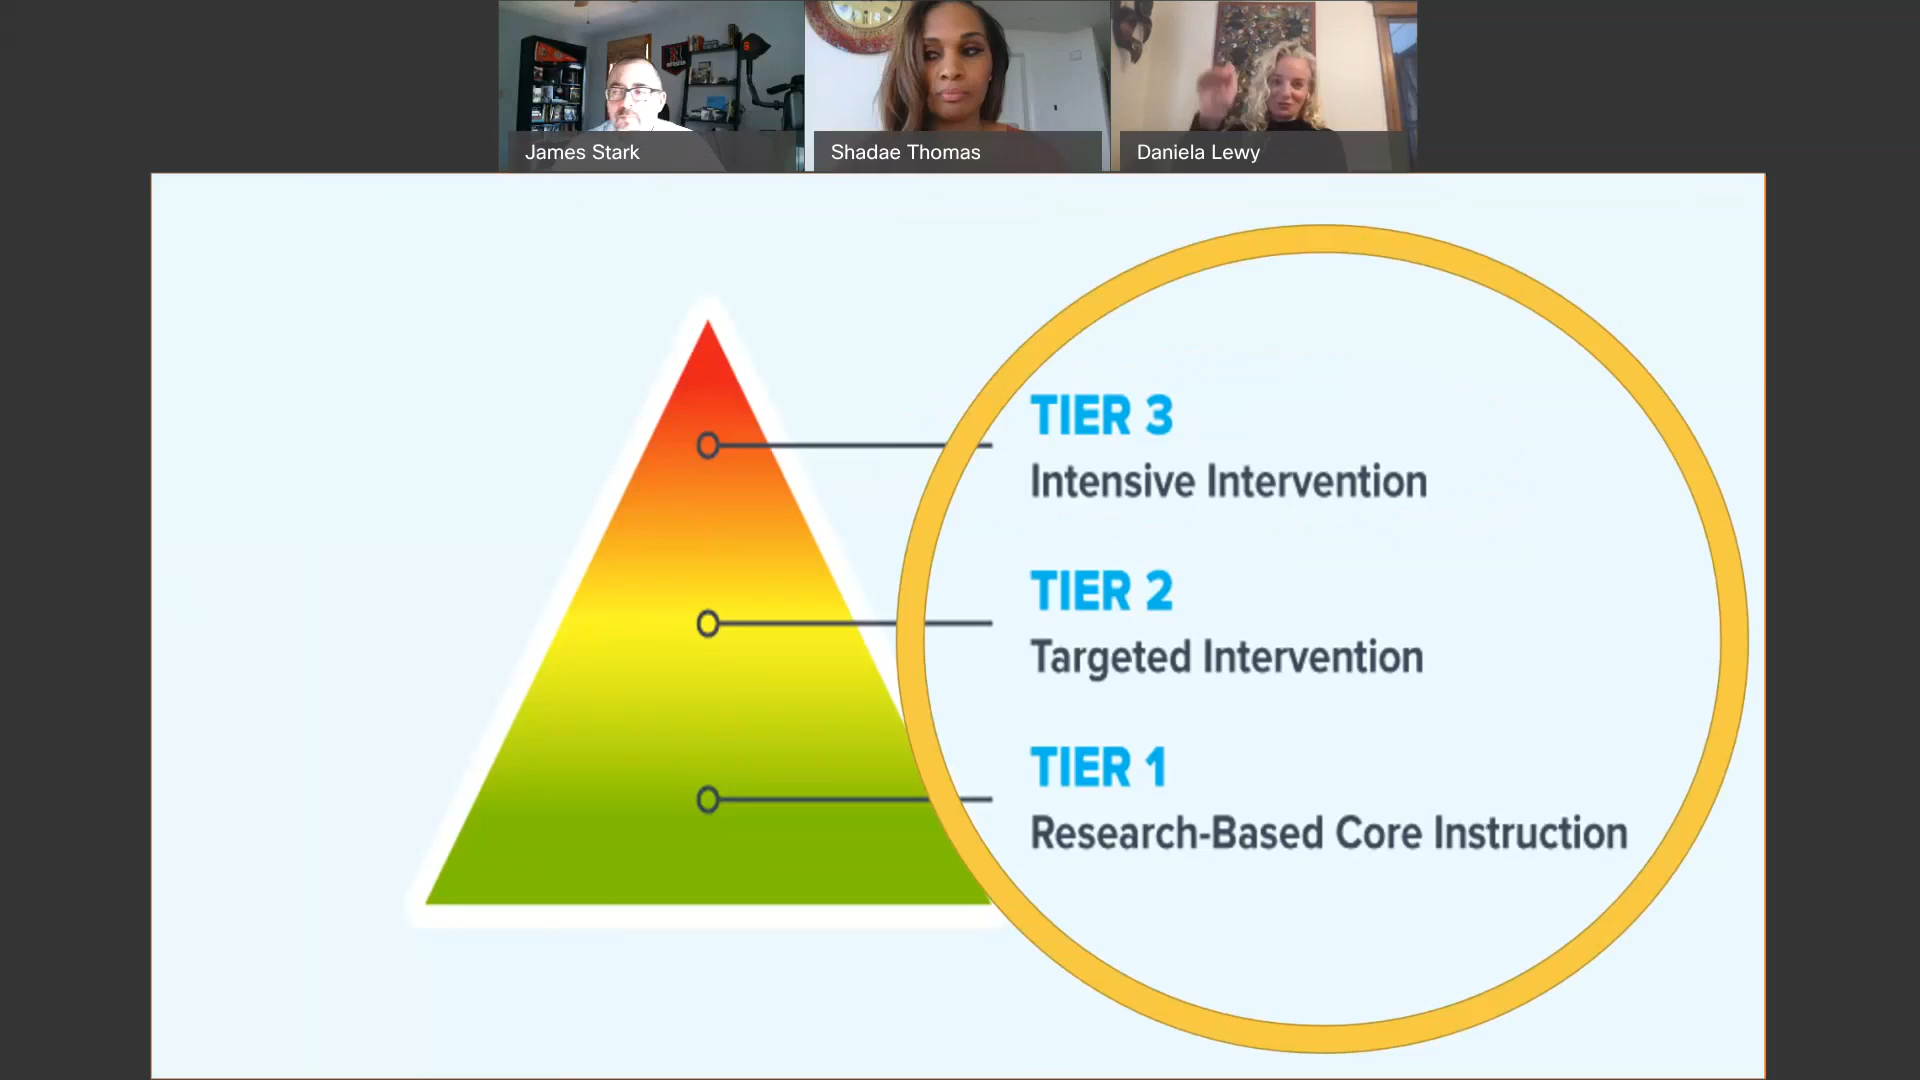 James Stark
Shadae Thomas
Daniela Lewy
TIER 3
Intensive Intervention
TIER 2
Targeted Intervention
TIER 1
Research-Based Core Instruction